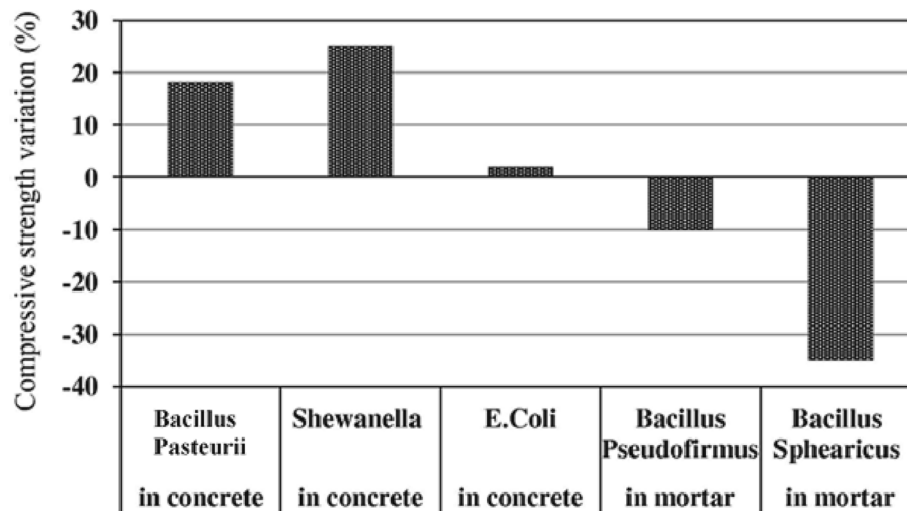 Compressive strength variation (%)
30
20
10
0
-10
-20
-30
-40
Bacillus
Pasteurii
in concrete
Shewanella
in concrete
E.Coli
in concrete
Bacillus
Pseudofirmus
in mortar
Bacillus
Sphearicus
in mortar